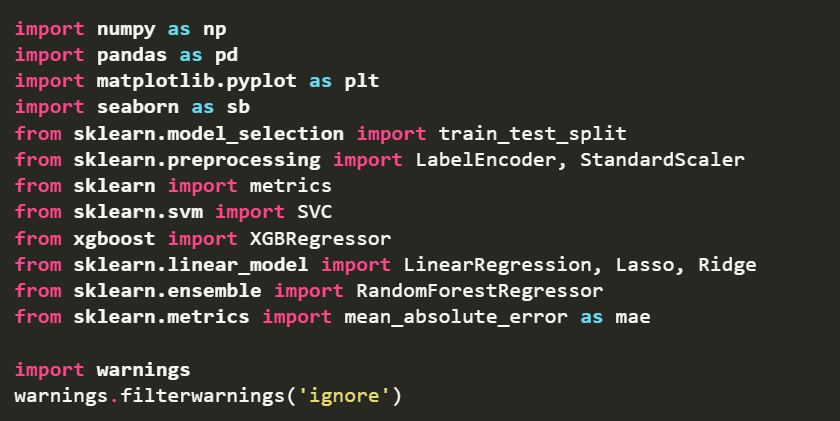 import numpy as np
import pandas as pd
import matplotlib.pyplot as plt
import seaborn as sb
from sklearn.model_selection import train_test_split
from sklearn.preprocessing import LabelEncoder, StandardScaler
from sklearn import metrics
from sklearn.svm import SVC
from xgboost import XGBRegressor
from sklearn.linear_model import LinearRegression, Lasso, Ridge
from sklearn.ensemble import RandomForestRegressor
from sklearn.metrics import mean_absolute_error as mae
import warnings
warnings.filterwarnings('ignore')